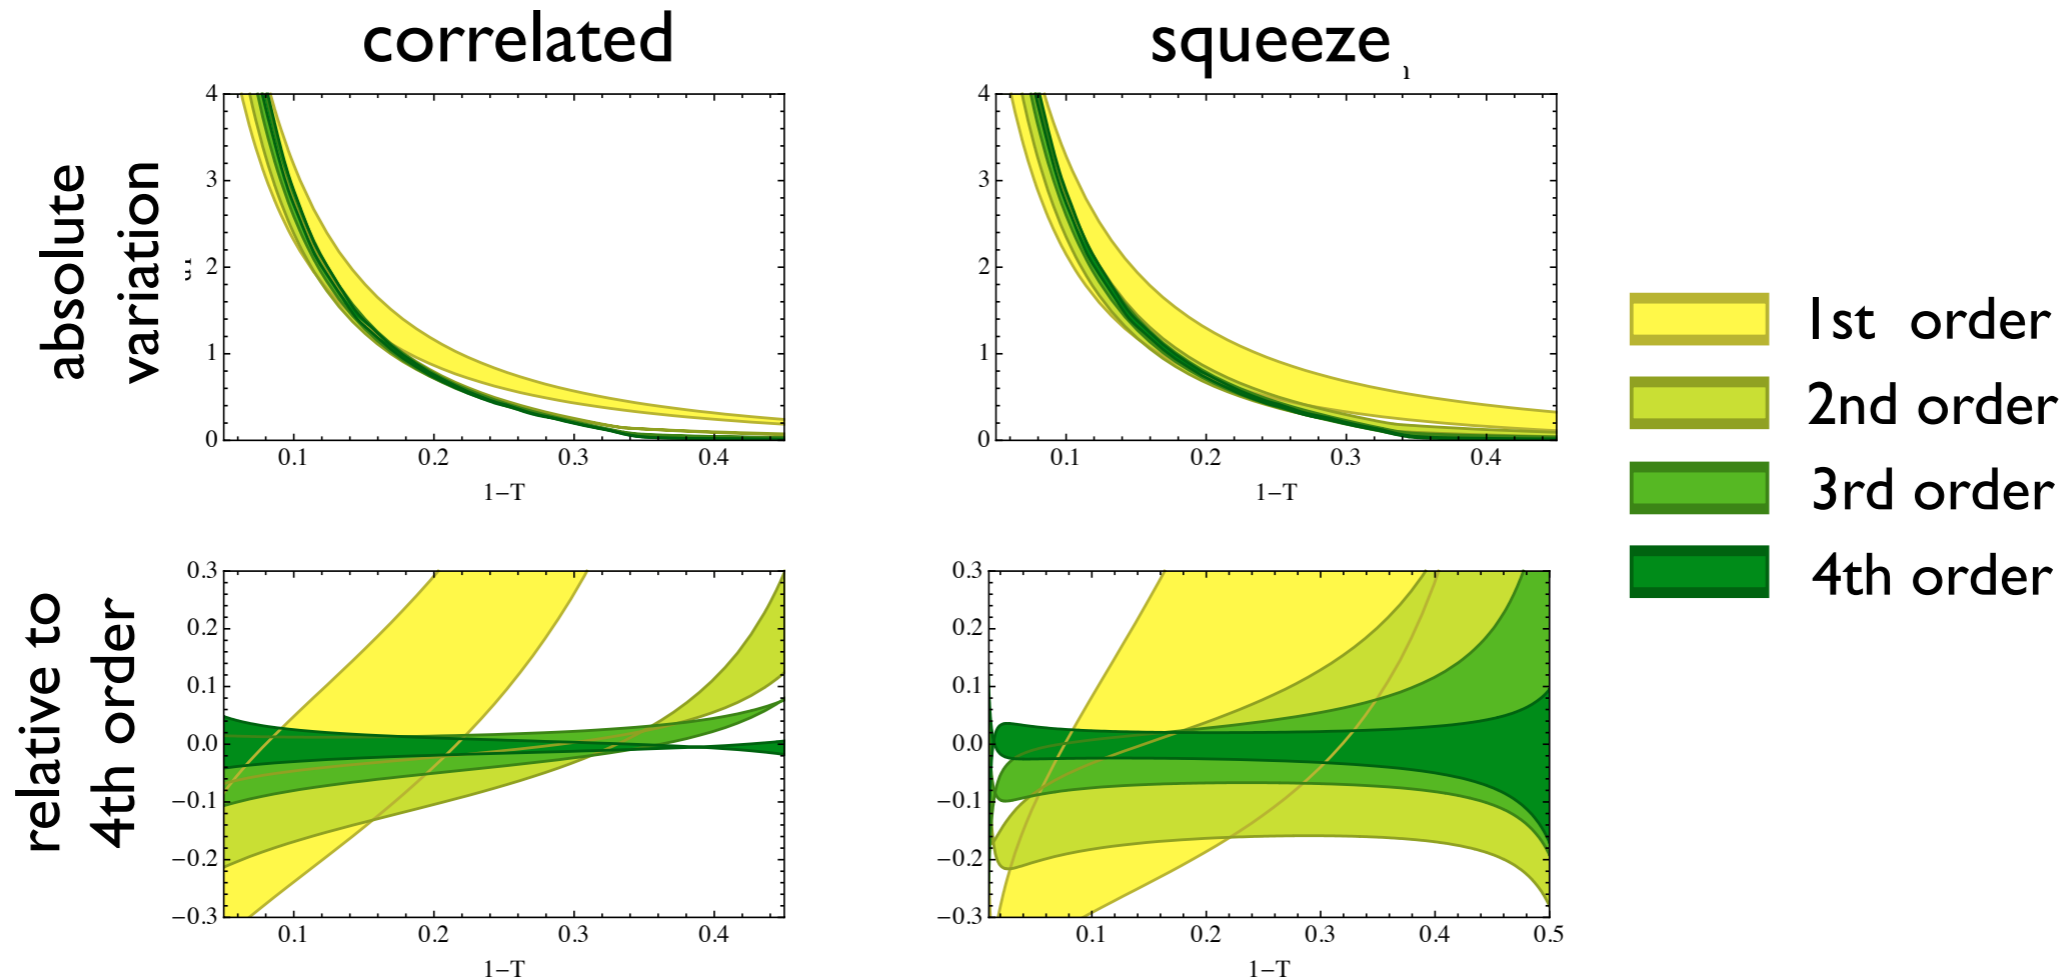 correlated
squeeze
absolute
variation
4
3
2
1
0
0.1 0.2 0.3 0.4
1−T
4
3
2
1
0
0.1 0.2 0.3 0.4
1−T
1st order
2nd order
3rd order
4th order
relative to
4th order
0.3
0.2
0.1
0.0
−0.1
−0.2
−0.3
0.1 0.2 0.3 0.4
1−T
0.3
0.2
0.1
0.0
−0.1
−0.2
−0.3
0.1 0.2 0.3 0.4 0.5
1−T